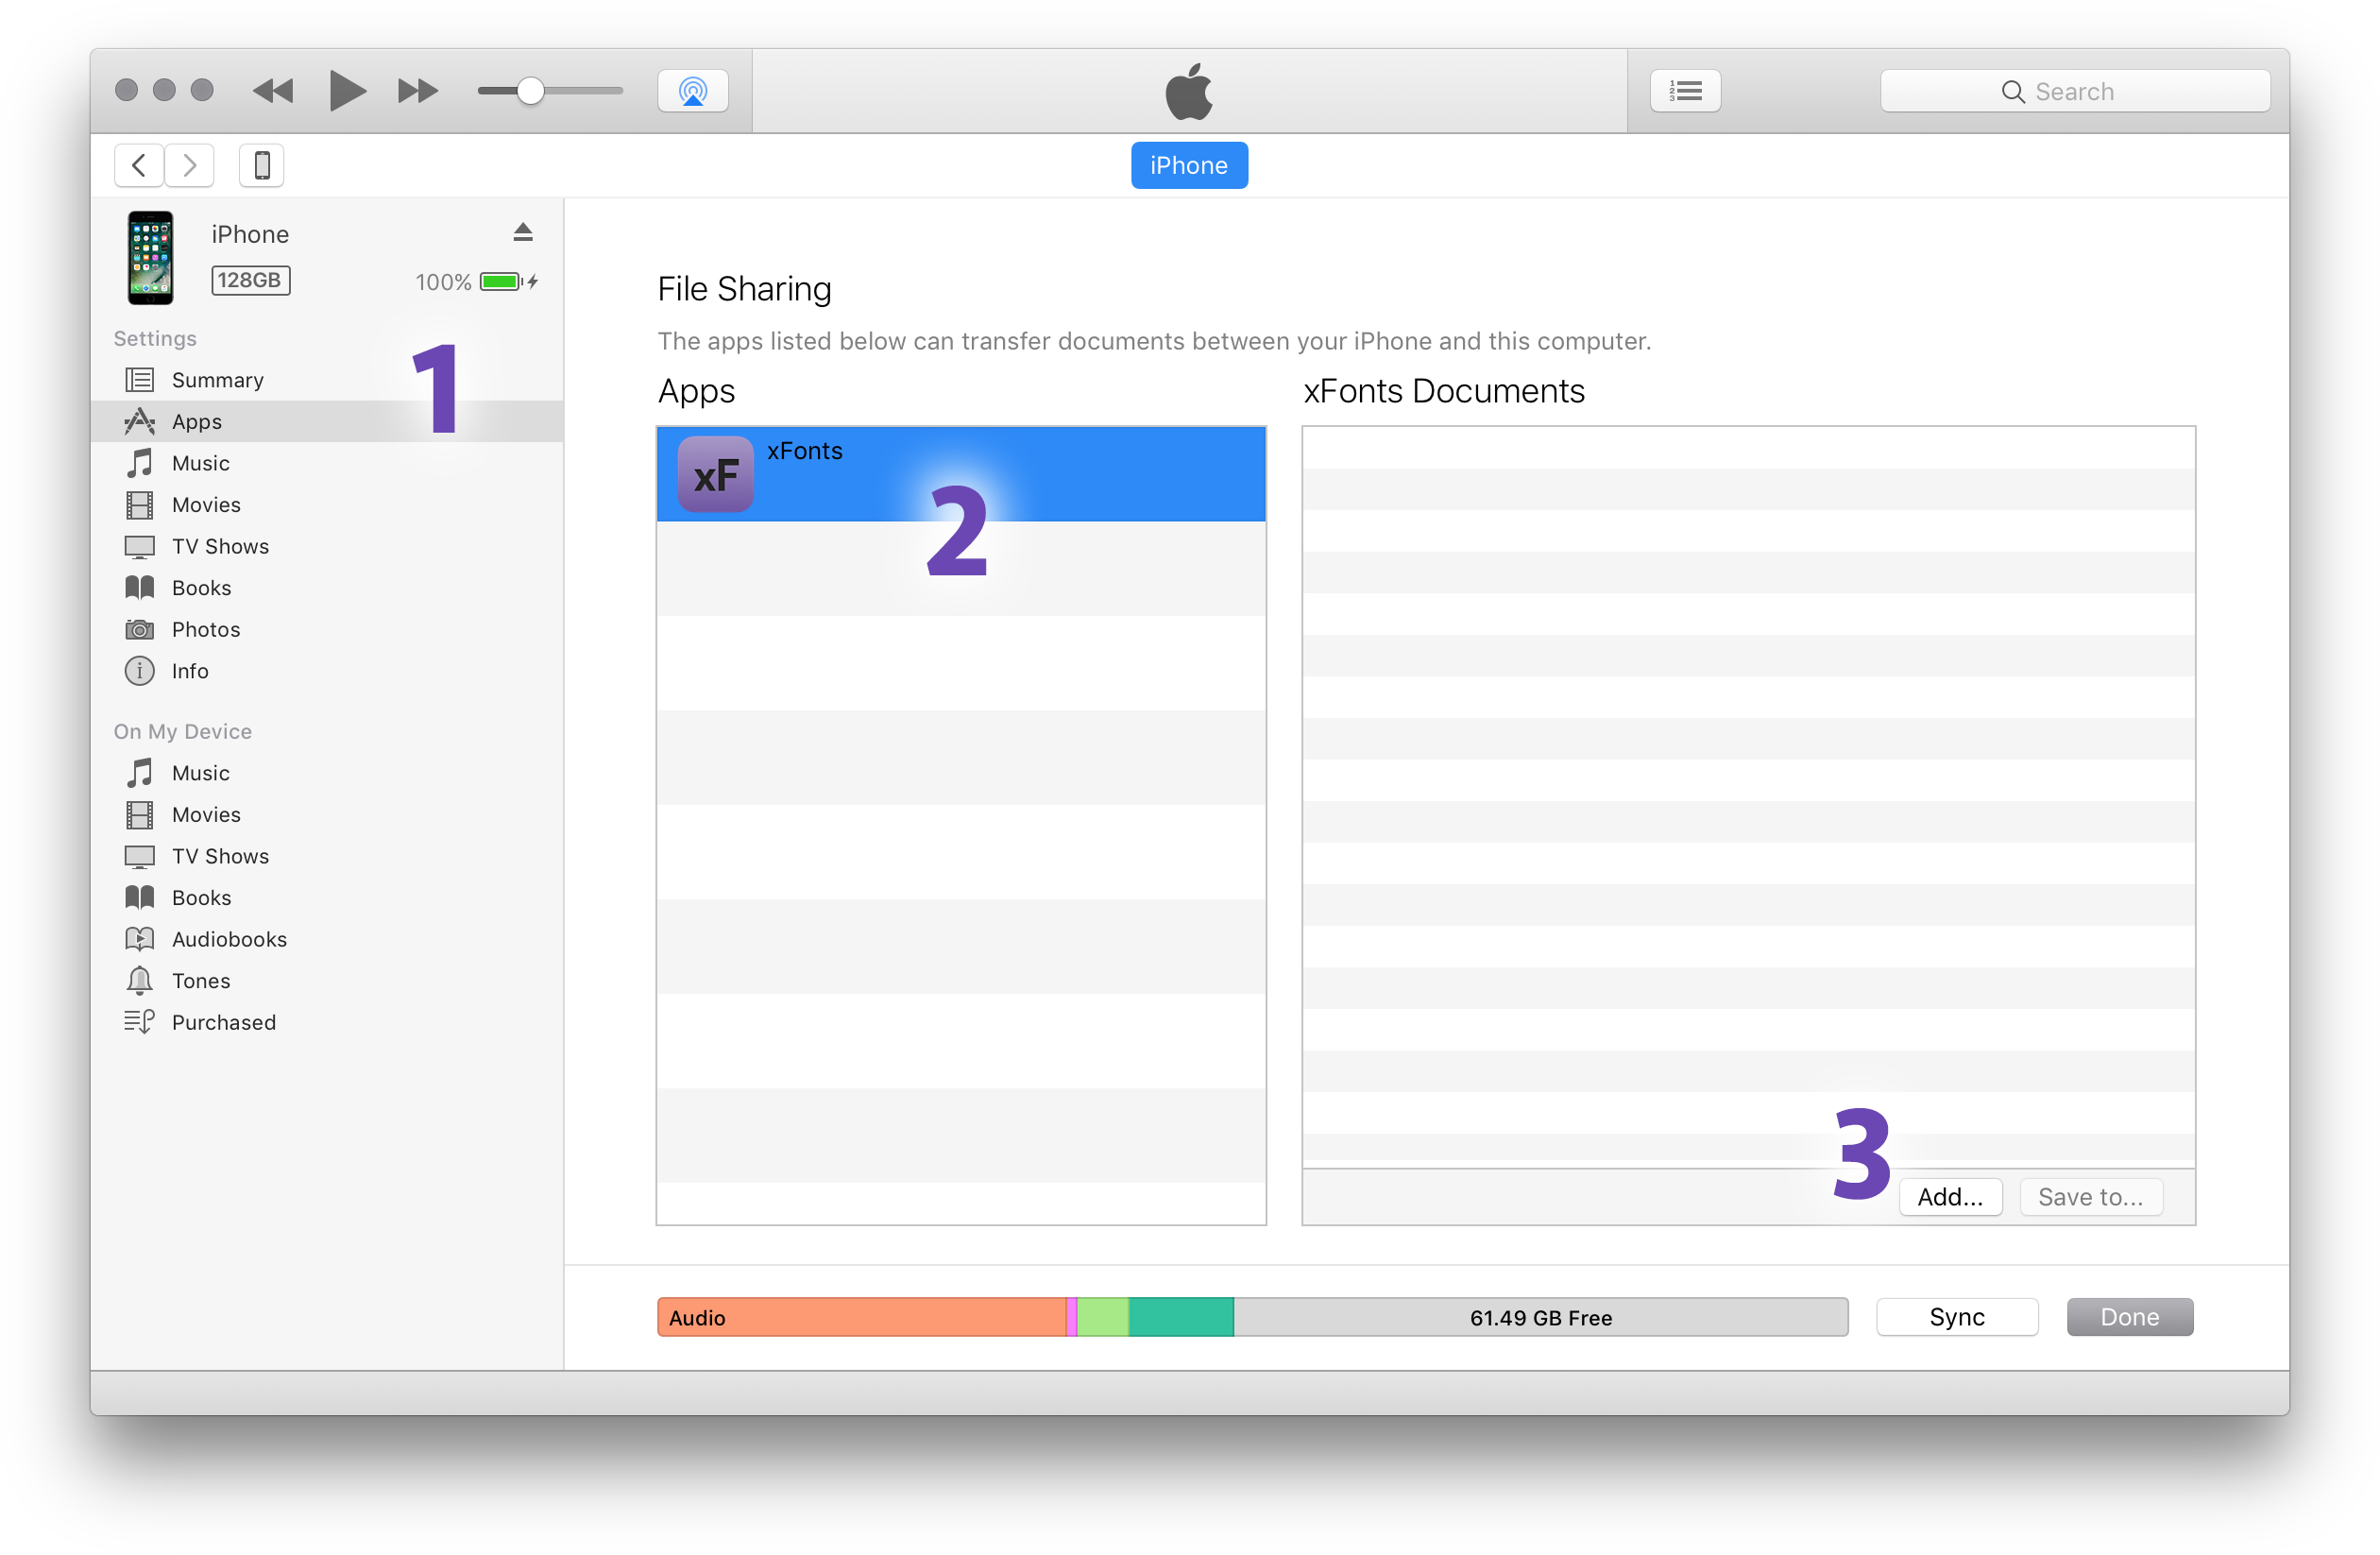 Search
iPhone
iPhone
128GB
100%
Settings
Summary
Apps
Music
Movies
TV Shows
Books
Photos
Info
On My Device
Music
Movies
TV Shows
Books
Audiobooks
Tones
Purchased
1
File Sharing
The apps listed below can transfer documents between your iPhone and this computer.
Apps
xF
xFonts
2
xFonts Documents
3
Add...
Save to...
Audio
61.49 GB Free
Sync
Done